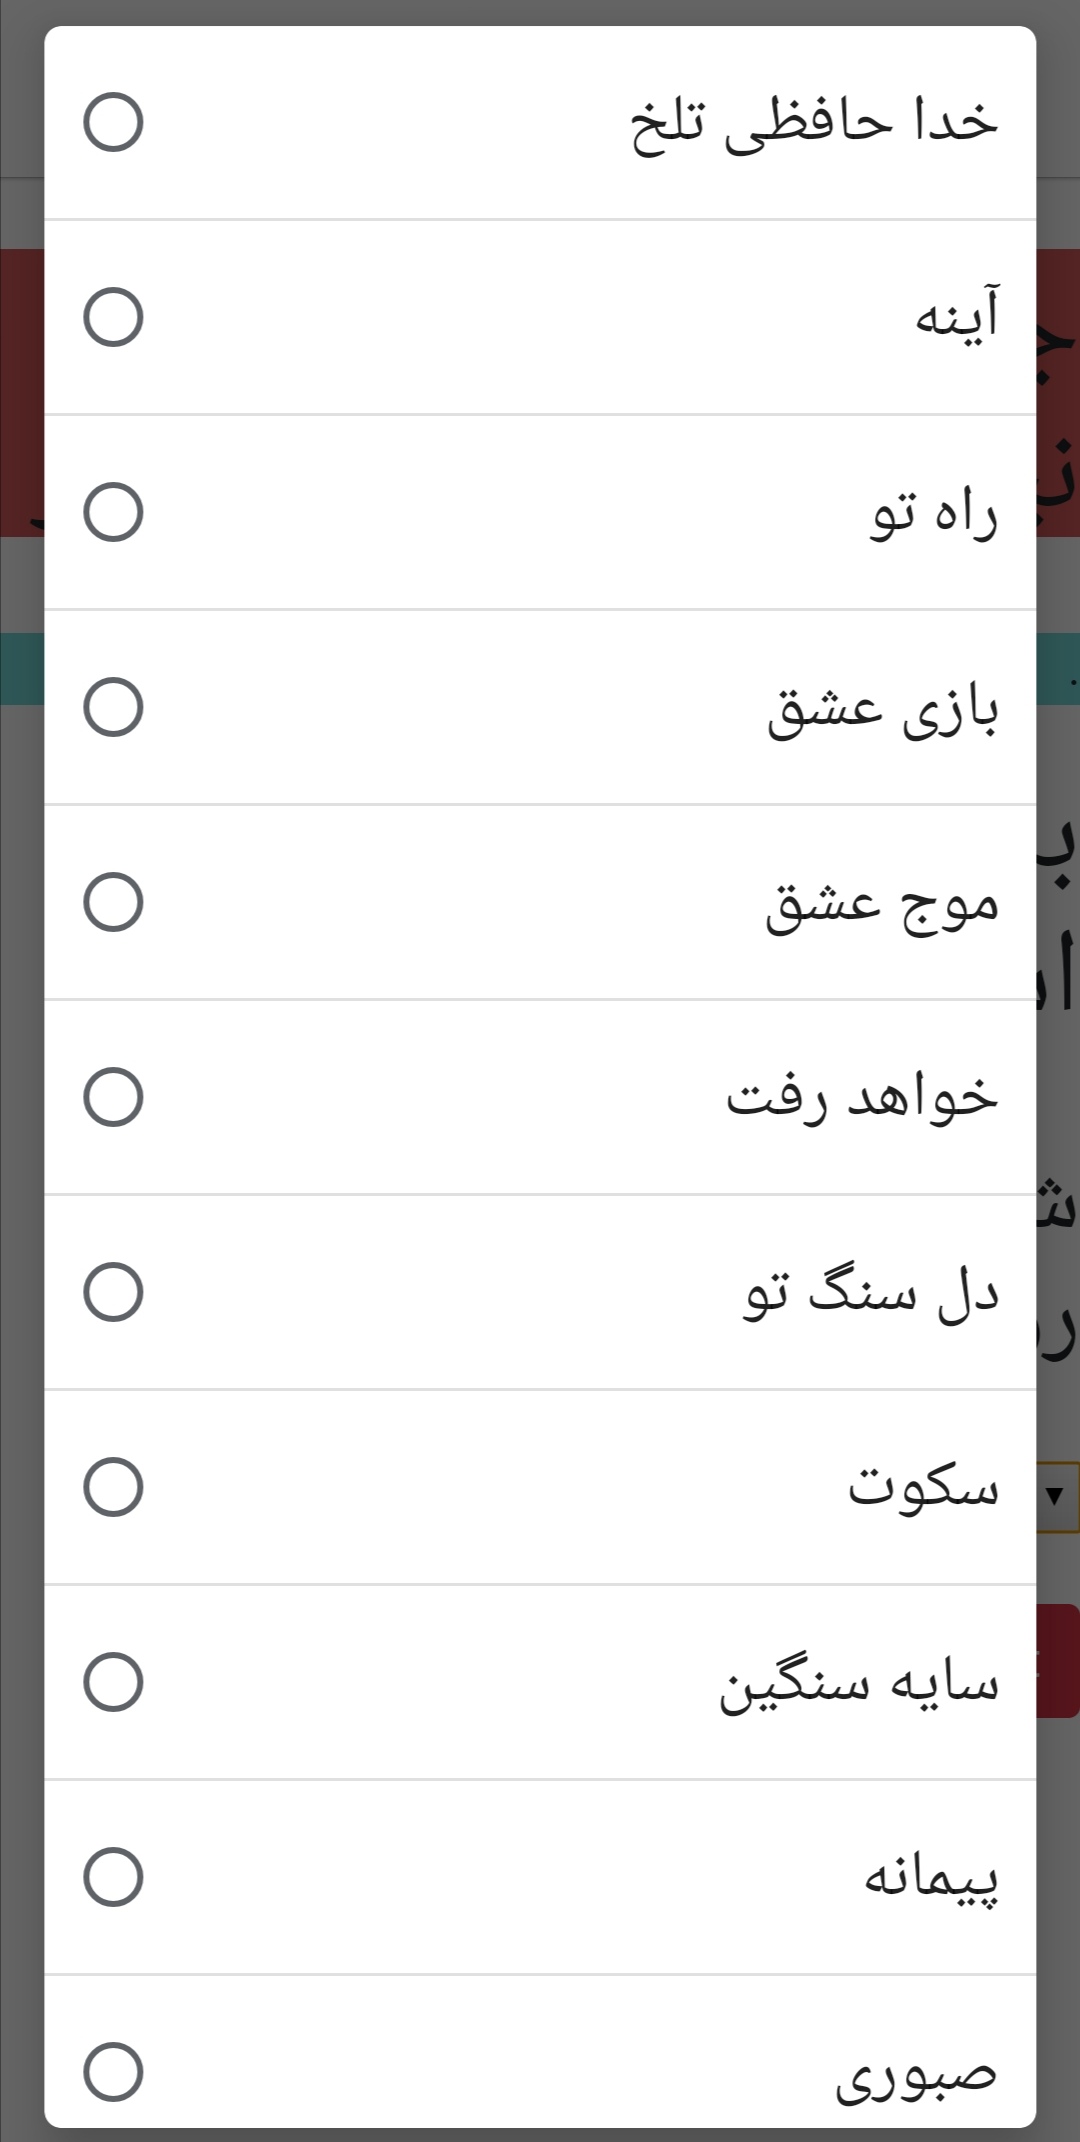 خدا حافظی تلخ
آینه
راه تو
بازی عشق
موج عشق
خواهد رفت
دل سنگ تو
سکوت
سایه سنگین
پیمانه
صبوری